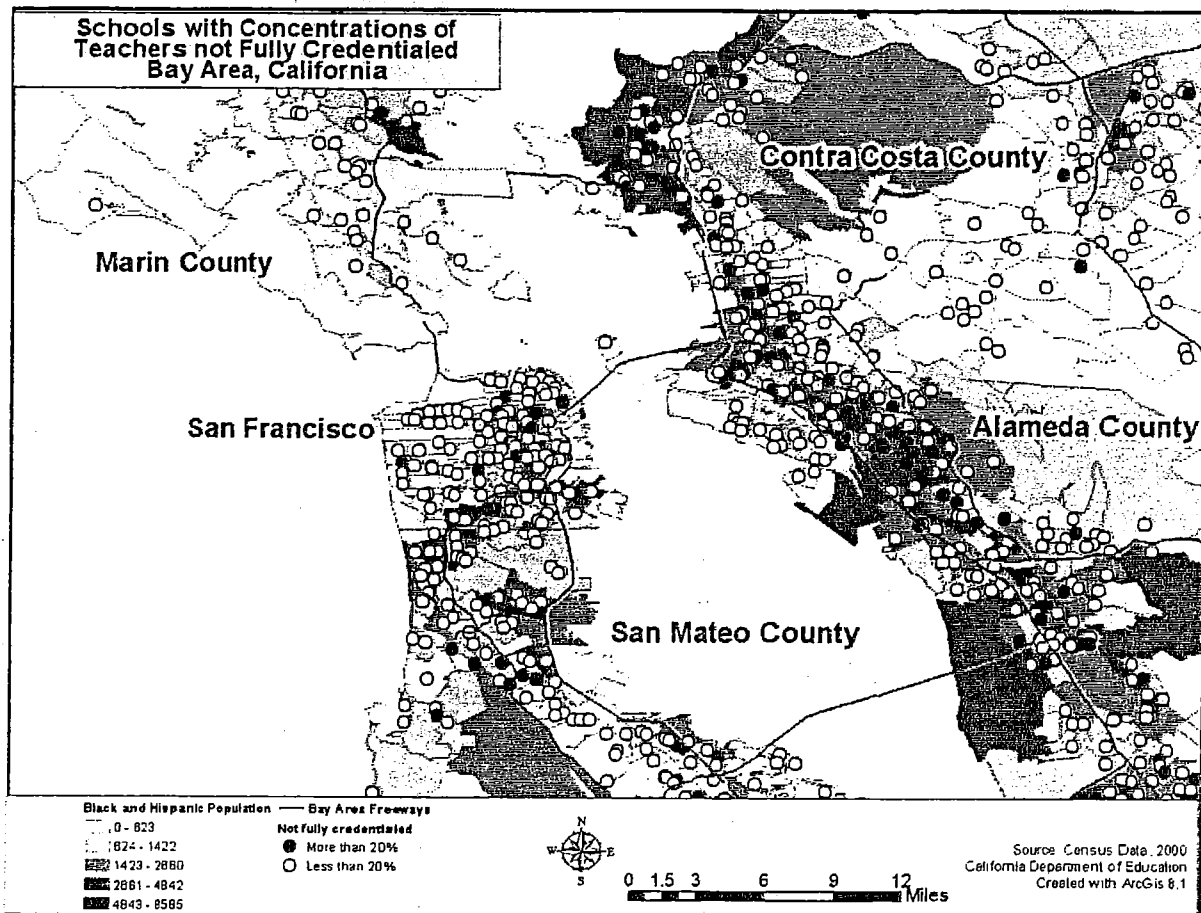 Schools with Concentrations of
Teachers not Fully Credentialed
Bay Area, California
Contra Costa County
Marin County
San Francisco
Alameda County
San Mateo County
Black and Hispanic Population
0 - 623
624 - 1422
1423 - 2860
2861 - 4842
4843 - 8585
Bay Area Freeways
Not fully credentialed
More than 20%
Less than 20%
N
W E
S
0 1.5 3 6 9 12
Miles
Source: Census Data, 2000
California Department of Education
Created with ArcGis 8.1